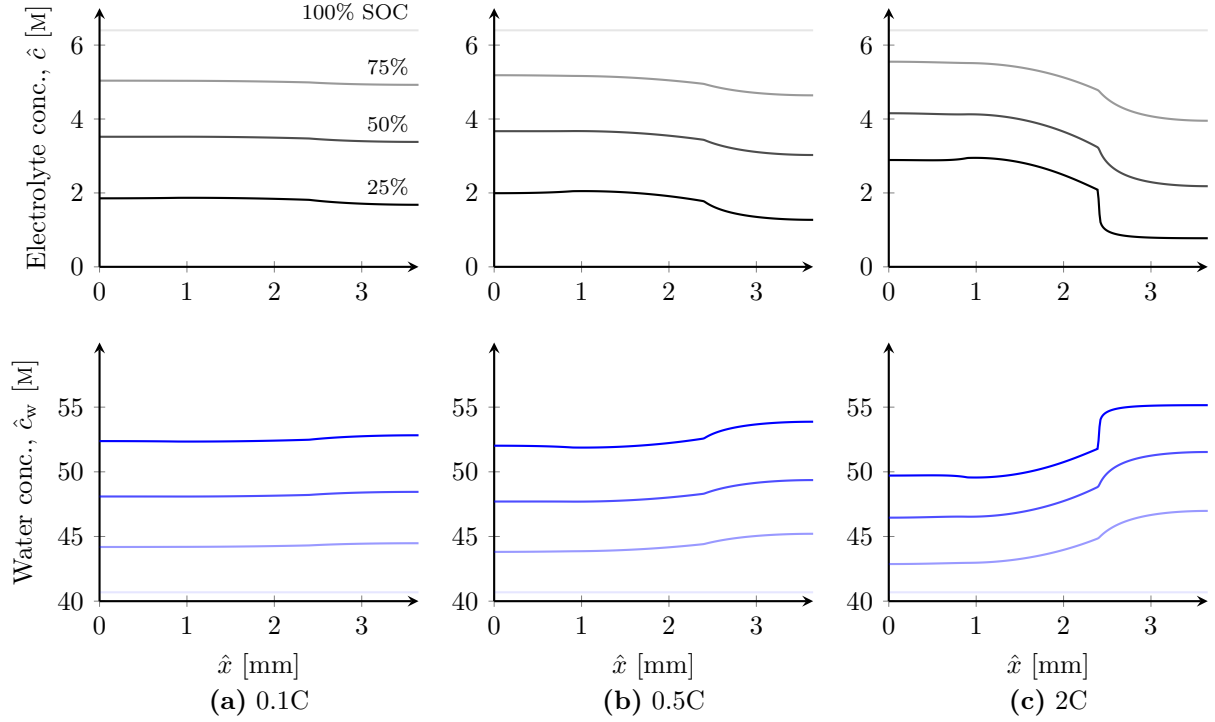 Electrolyte conc., ĉ [M]
100% SOC
75%
50%
25%
6
4
2
0
0 1 2 3
0 1 2 3
0 1 2 3
Water conc., ĉ_w [M]
55
50
45
40
0 1 2 3
x̂ [mm]
(a) 0.1C
6
4
2
0
55
50
45
40
0 1 2 3
x̂ [mm]
(b) 0.5C
6
4
2
0
55
50
45
40
0 1 2 3
x̂ [mm]
(c) 2C